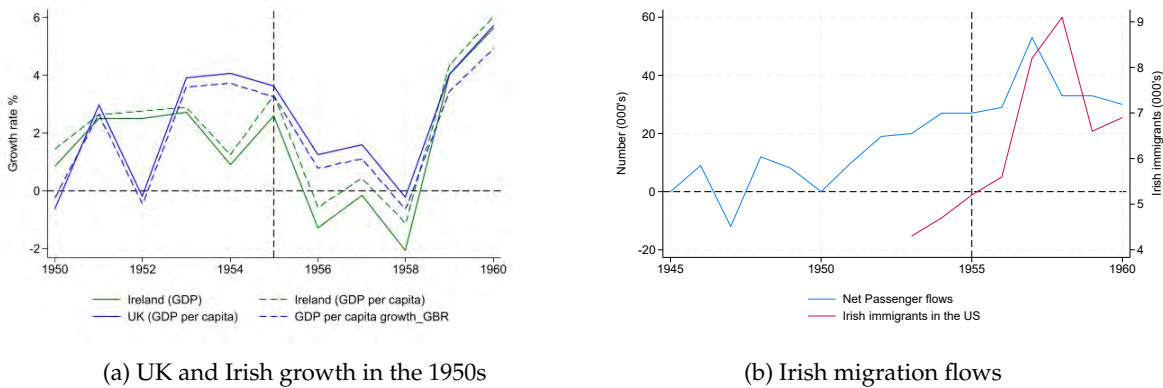 6
4
2
0
-2
Growth rate %
1950
1952
1954
1956
1958
1960
Ireland (GDP)
Ireland (GDP per capita)
UK (GDP per capita)
GDP per capita growth_GBR
(a) UK and Irish growth in the 1950s
60
40
20
0
-20
Number (000's)
9
8
7
6
5
4
Irish immigrants (000's)
1945
1950
1955
1960
Net Passenger flows
Irish immigrants in the US
(b) Irish migration flows